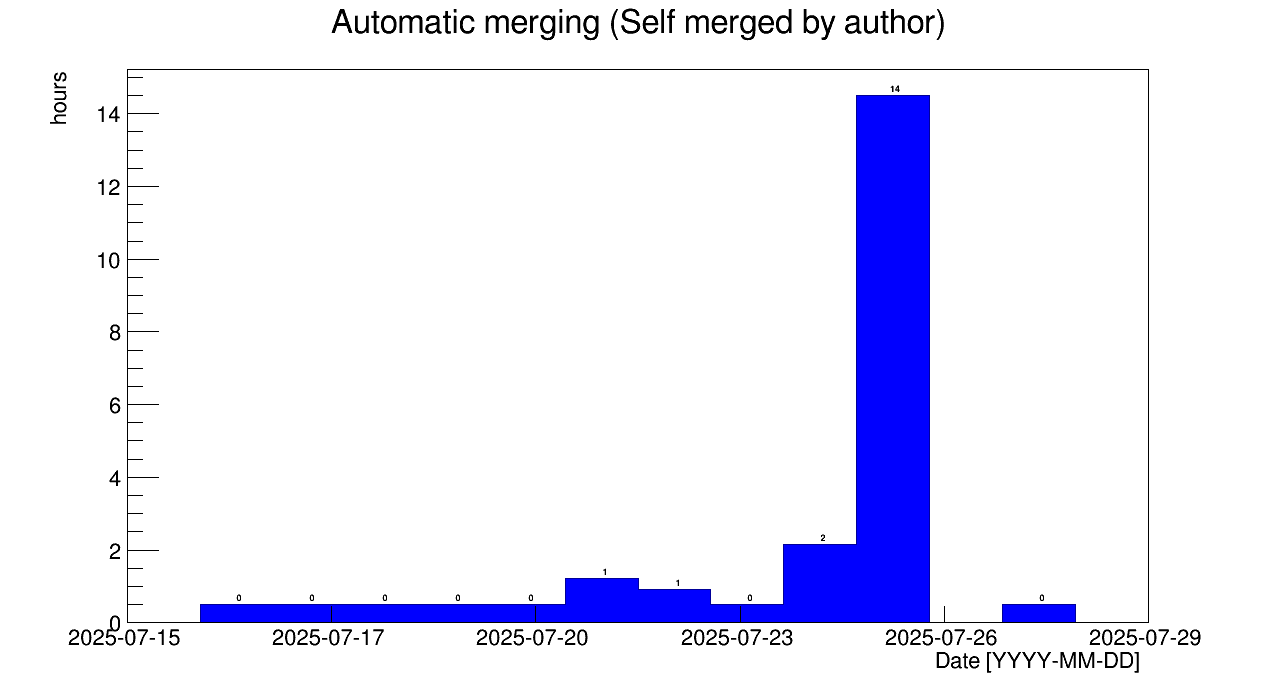 Automatic merging (Self merged by author)
hours
14
12
10
8
6
4
2
0
0 0 0 0 0 1 1 0 2 14 0
2025-07-15 2025-07-17 2025-07-20 2025-07-23 2025-07-26 2025-07-29
Date [YYYY-MM-DD]